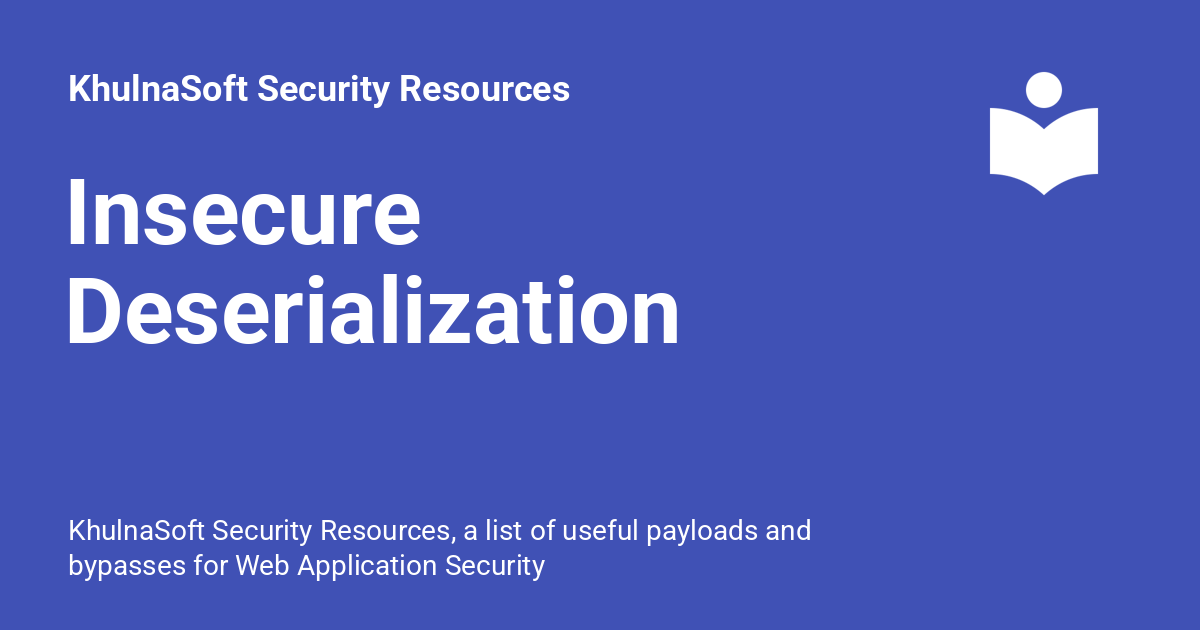 KhulnaSoft Security Resources
Insecure
Deserialization
KhulnaSoft Security Resources, a list of useful payloads and
bypasses for Web Application Security